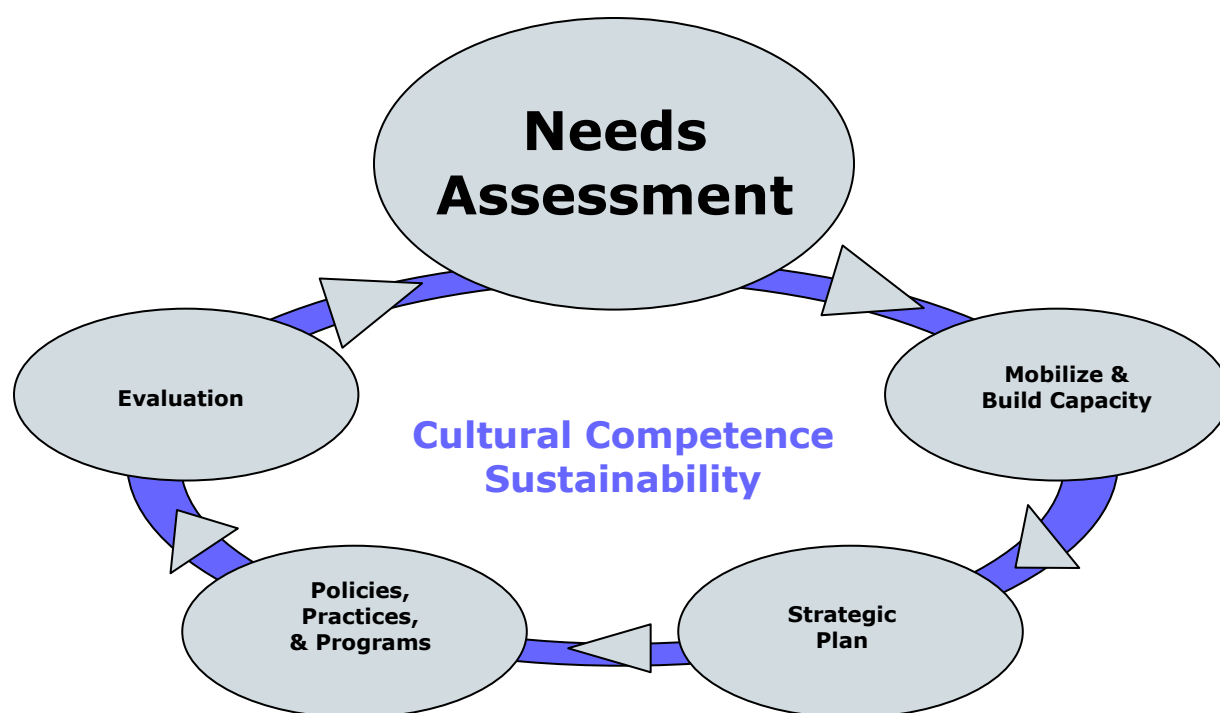 Needs
Assessment
Mobilize &
Build Capacity
Strategic
Plan
Policies,
Practices,
& Programs
Evaluation
Cultural Competence
Sustainability